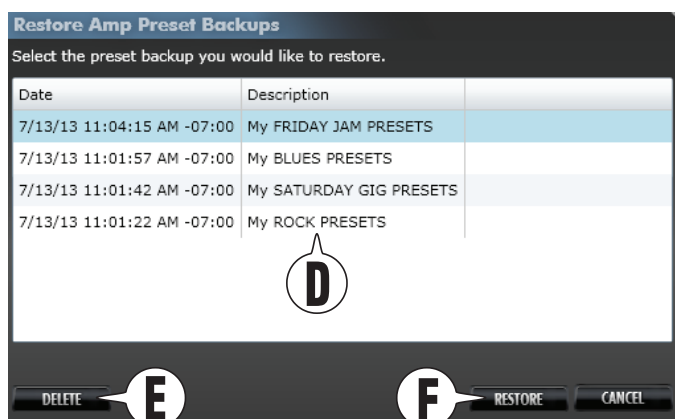 Restore Amp Preset Backups
Select the preset backup you would like to restore.
Date Description
7/13/13 11:04:15 AM -07:00 My FRIDAY JAM PRESETS
7/13/13 11:01:57 AM -07:00 My BLUES PRESETS
7/13/13 11:01:42 AM -07:00 My SATURDAY GIG PRESETS
7/13/13 11:01:22 AM -07:00 My ROCK PRESETS
D
DELETE E F RESTORE CANCEL